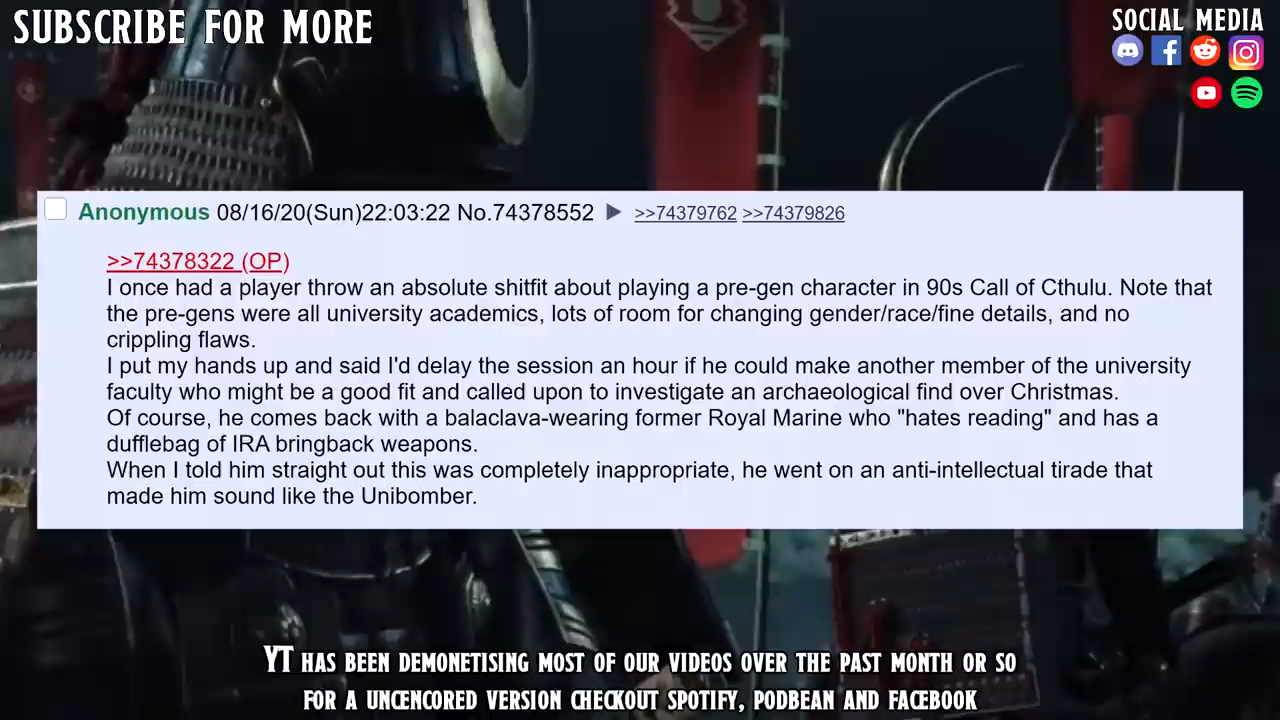 SUBSCRIBE FOR MORE
SOCIAL MEDIA
Anonymous 08/16/20(Sun)22:03:22 No.74378552 ▶ >>74379762 >>74379826
>>74378322 (OP)
I once had a player throw an absolute shitfit about playing a pre-gen character in 90s Call of Cthulu. Note that
the pre-gens were all university academics, lots of room for changing gender/race/fine details, and no
crippling flaws.
I put my hands up and said I'd delay the session an hour if he could make another member of the university
faculty who might be a good fit and called upon to investigate an archaeological find over Christmas.
Of course, he comes back with a balaclava-wearing former Royal Marine who "hates reading" and has a
dufflebag of IRA bringback weapons.
When I told him straight out this was completely inappropriate, he went on an anti-intellectual tirade that
made him sound like the Unibomber.
YT HAS BEEN DEMONETISING MOST OF OUR VIDEOS OVER THE PAST MONTH OR SO
FOR A UNCENCORED VERSION CHECKOUT SPOTIFY, PODBEAN AND FACEBOOK